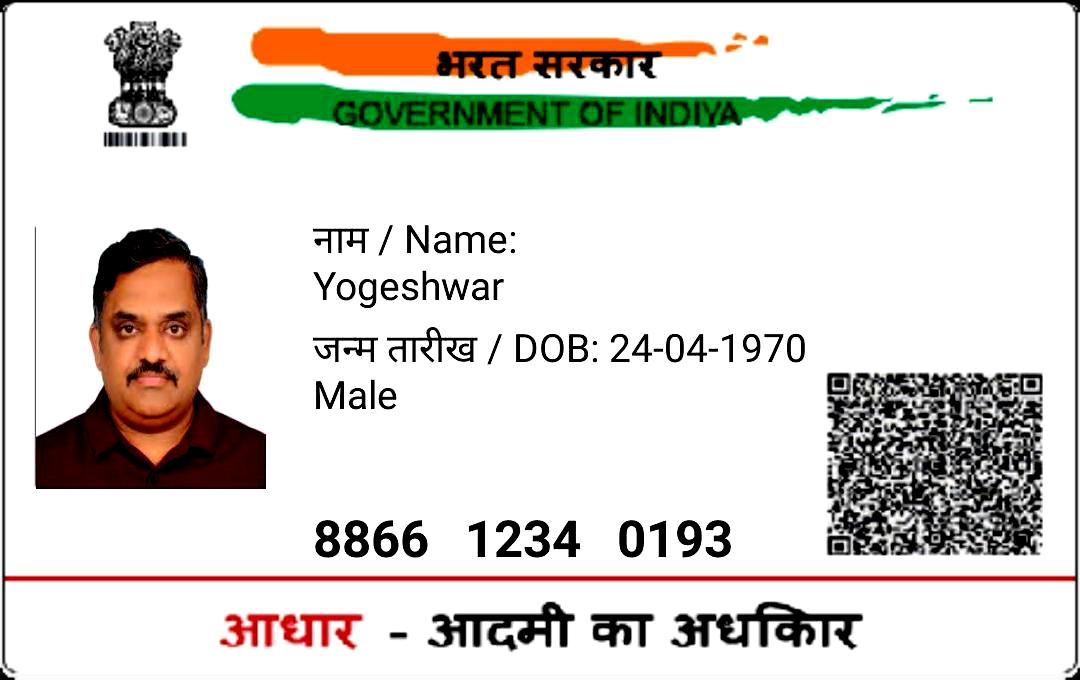 भरत सरकार
GOVERNMENT OF INDIYA
नाम / Name:
Yogeshwar
जन्म तारीख / DOB: 24-04-1970
Male
8866 1234 0193
आधार - आदमी का अधकिार